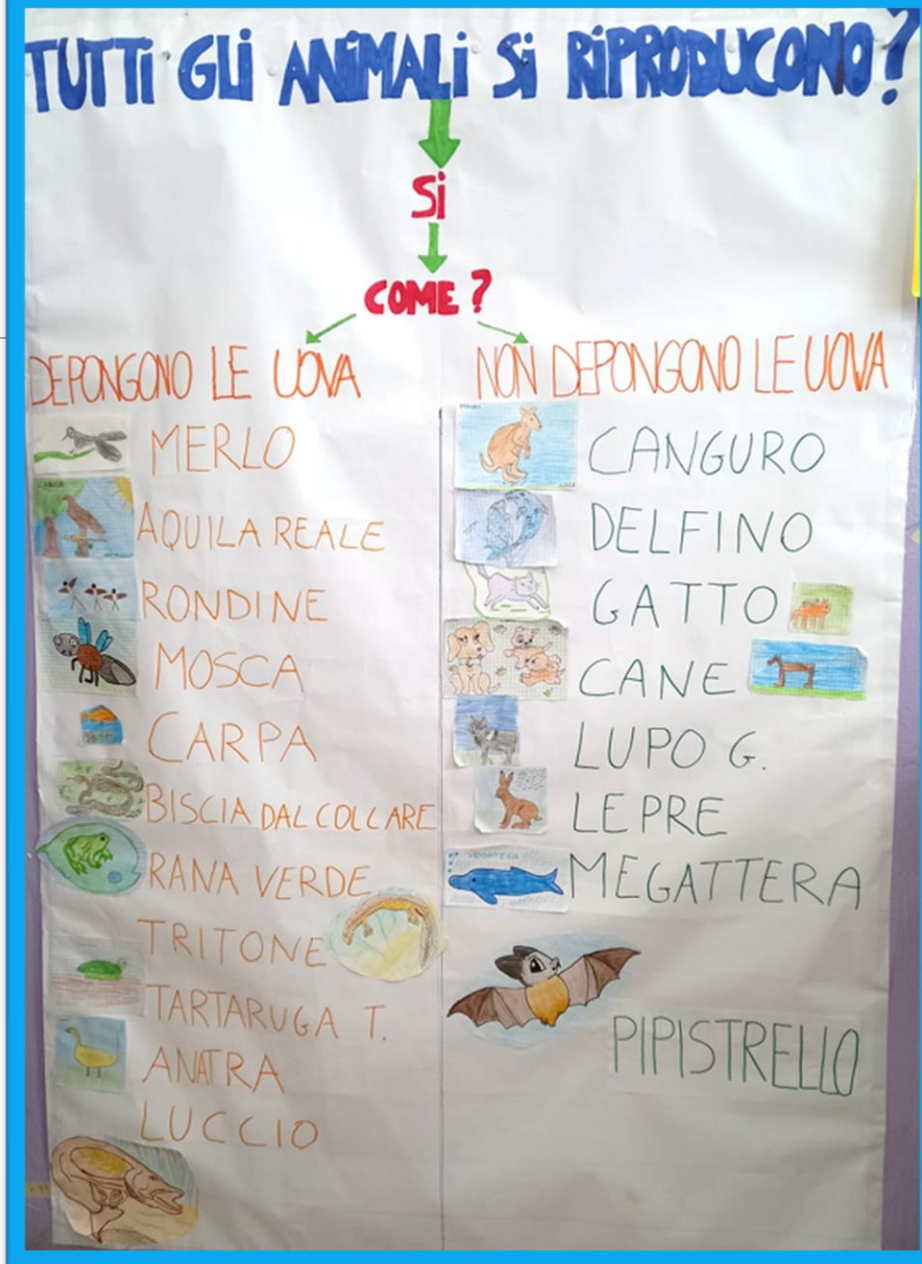 TUTTI GLI ANIMALI SI RIPRODUCONO?
SI
COME?
DEPONGONO LE UOVA
MERLO
AQUILA REALE
RONDINE
MOSCA
CARPA
BISCIA DAL COLLARE
RANA VERDE
TRITONE
TARTARUGA T.
ANATRA
LUCCIO
NON DEPONGONO LE UOVA
CANGURO
DELFINO
GATTO
CANE
LUPO G.
LEPRE
MEGATTERA
PIPISTRELLO